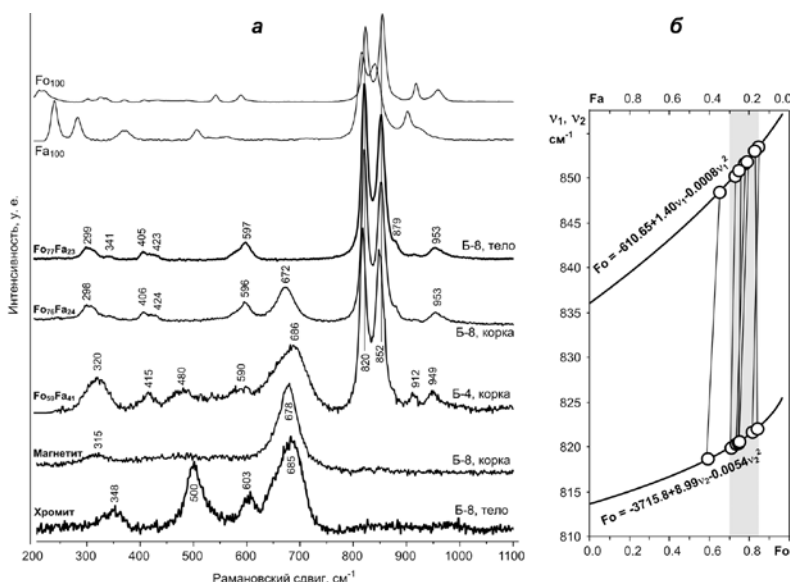 а
б
Fo100
Fa100
Fo77Fa23
299
341
405
423
597
879
953
Б-8, тело
Fo76Fa24
298
406
424
596
672
953
Б-8, корка
820
852
320
415
480
590
686
912
949
Б-4, корка
Магнетит
315
678
Б-8, корка
Хромит
348
500
603
685
Б-8, тело
Интенсивность, у. е.
200 300 400 500 600 700 800 900 1000 1100
Рамановский сдвиг, см-1
Fa 0.8 0.6 0.4 0.2 0.0
ν1, ν2
см-1
850
845
840
835
830
825
820
815
810
Fo = -610.65+1.40ν1-0.0008ν1²
Fo = -3715.8+8.99ν2-0.0054ν2²
0.0 0.2 0.4 0.6 0.8 Fo